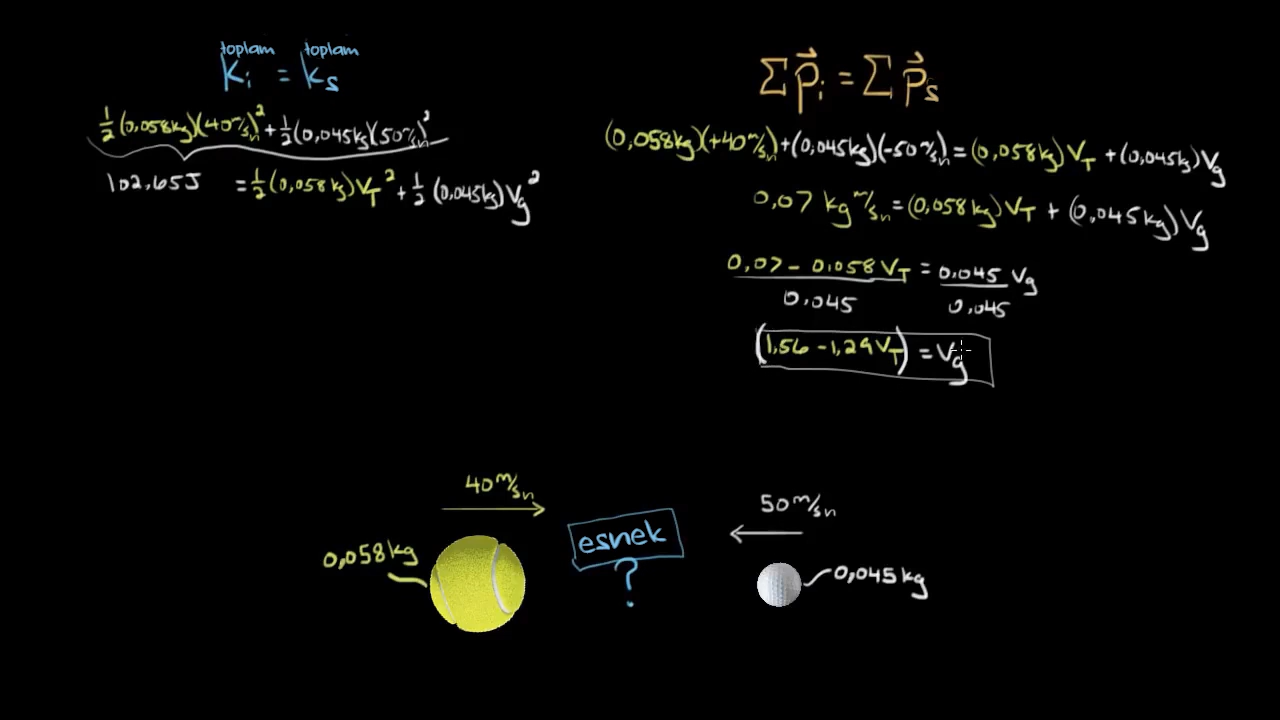 toplam toplam
Ki = Ks
½(0,058kg)(40m/sn)² + ½(0,045kg)(50m/sn)²
102,65J = ½(0,058kg)V_T² + ½(0,045kg)V_g²
Σp⃗i = Σp⃗s
(0,058kg)(+40m/sn) + (0,045kg)(-50m/sn) = (0,058kg)V_T + (0,045kg)V_g
0,07 kg m/sn = (0,058kg)V_T + (0,045kg)V_g
0,07 - 0.058V_T = 0.045 V_g
0,045 0,045
(1,56 - 1,29V_T) = V_g
40m/sn
50m/sn
esnek
?
0,058kg
0,045kg